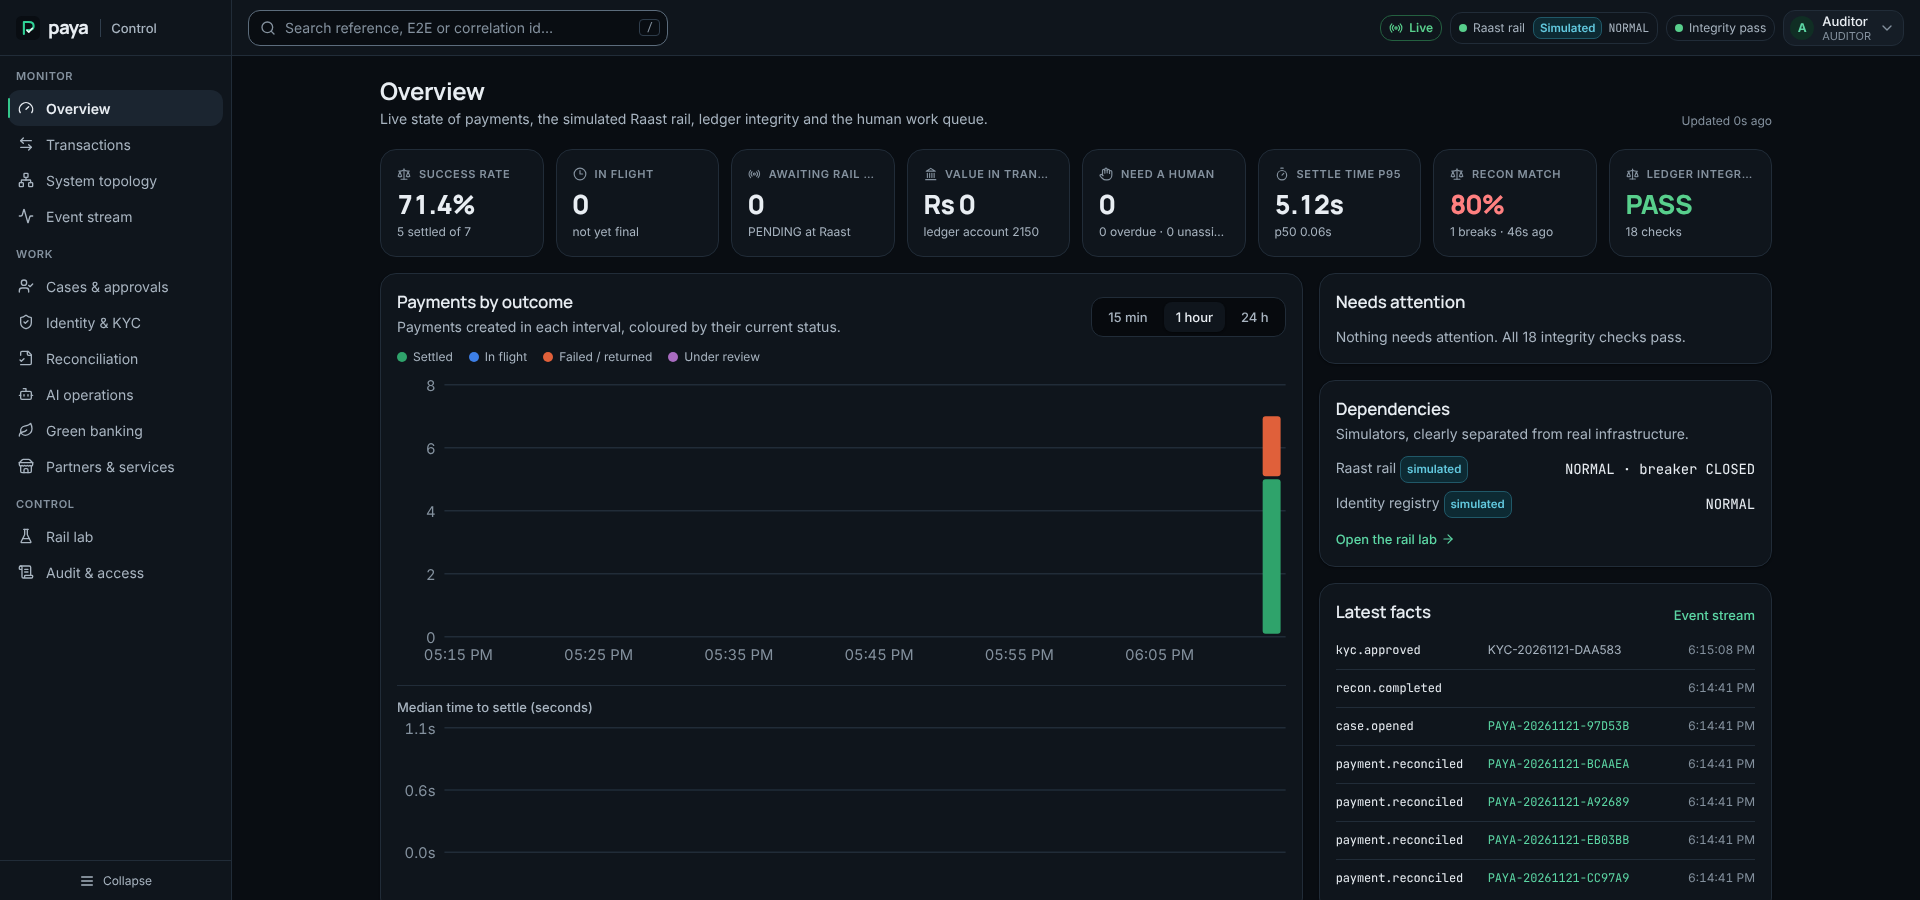 paya Control
Search reference, E2E or correlation id... /
Live
Raast rail Simulated NORMAL
Integrity pass
A
Auditor
AUDITOR
MONITOR
Overview
Transactions
System topology
Event stream
WORK
Cases & approvals
Identity & KYC
Reconciliation
AI operations
Green banking
Partners & services
CONTROL
Rail lab
Audit & access
Collapse
Overview
Live state of payments, the simulated Raast rail, ledger integrity and the human work queue.
Updated 0s ago
SUCCESS RATE
71.4%
5 settled of 7
IN FLIGHT
0
not yet final
AWAITING RAIL ...
0
PENDING at Raast
VALUE IN TRAN...
Rs 0
ledger account 2150
NEED A HUMAN
0
0 overdue · 0 unassi...
SETTLE TIME P95
5.12s
p50 0.06s
RECON MATCH
80%
1 breaks · 46s ago
LEDGER INTEGR...
PASS
18 checks
Payments by outcome
Payments created in each interval, coloured by their current status.
15 min 1 hour 24 h
Settled In flight Failed / returned Under review
8
6
4
2
0
05:15 PM 05:25 PM 05:35 PM 05:45 PM 05:55 PM 06:05 PM
Median time to settle (seconds)
1.1s
0.6s
0.0s
Needs attention
Nothing needs attention. All 18 integrity checks pass.
Dependencies
Simulators, clearly separated from real infrastructure.
Raast rail simulated NORMAL · breaker CLOSED
Identity registry simulated NORMAL
Open the rail lab →
Latest facts Event stream
kyc.approved KYC-20261121-DAA583 6:15:08 PM
recon.completed 6:14:41 PM
case.opened PAYA-20261121-97D53B 6:14:41 PM
payment.reconciled PAYA-20261121-BCAAEA 6:14:41 PM
payment.reconciled PAYA-20261121-A92689 6:14:41 PM
payment.reconciled PAYA-20261121-EB03BB 6:14:41 PM
payment.reconciled PAYA-20261121-CC97A9 6:14:41 PM